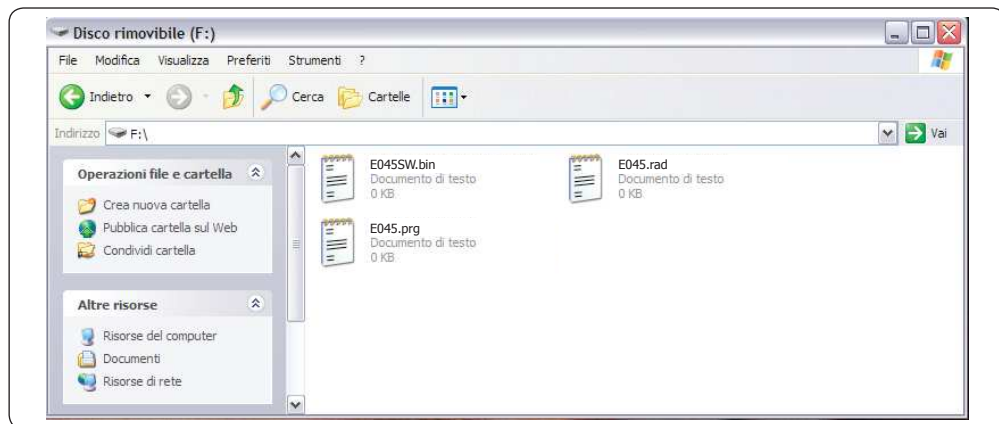 Disco rimovibile (F:)
File Modifica Visualizza Preferiti Strumenti ?
Indietro Cerca Cartelle
Indirizzo F:\ Vai
Operazioni file e cartella
Crea nuova cartella
Pubblica cartella sul Web
Condividi cartella
Altre risorse
Risorse del computer
Documenti
Risorse di rete
E045SW.bin
Documento di testo
0 KB
E045.rad
Documento di testo
0 KB
E045.prg
Documento di testo
0 KB